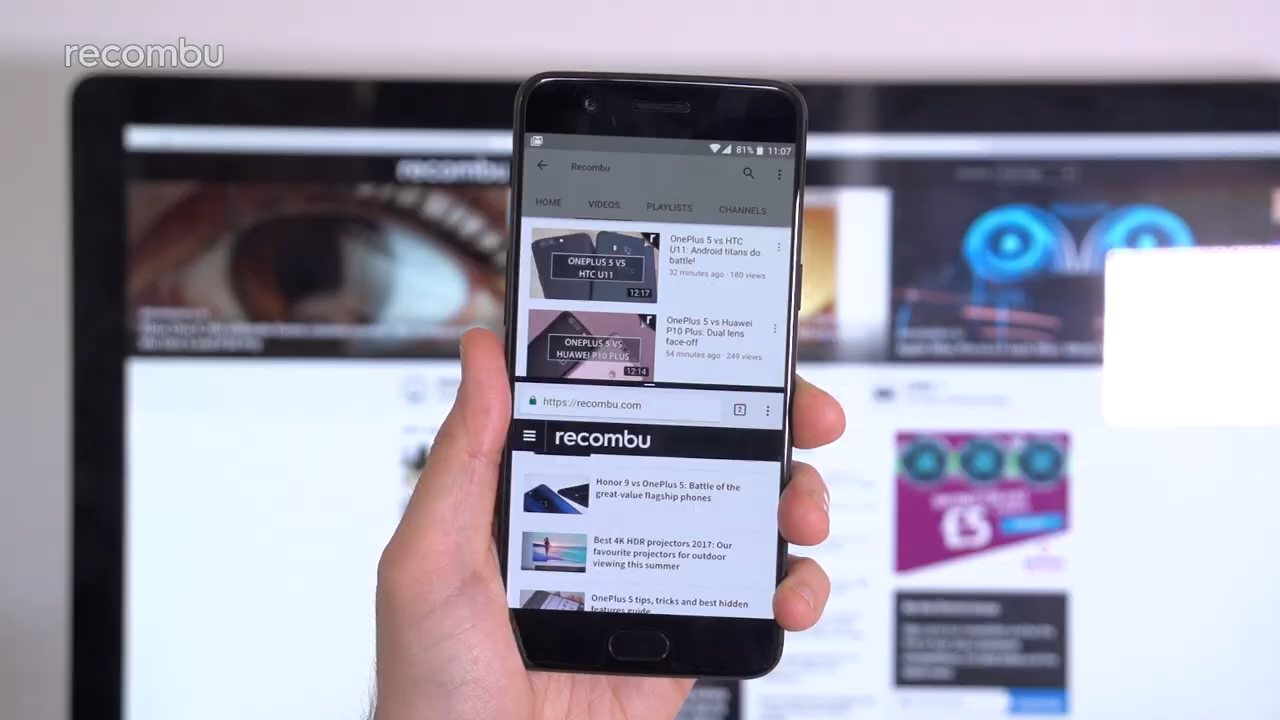 recombu
recombu
81% 11:07
Recombu
HOME VIDEOS PLAYLISTS CHANNELS
ONEPLUS 5 VS
HTC U11
12:17
OnePlus 5 vs HTC
U11: Android titans do
battle!
32 minutes ago · 180 views
ONEPLUS 5 VS
HUAWEI P10 PLUS
12:14
OnePlus 5 vs Huawei
P10 Plus: Dual lens
face-off
54 minutes ago · 249 views
https://recombu.com
2
recombu
Honor 9 vs OnePlus 5: Battle of the
great-value flagship phones
Best 4K HDR projectors 2017: Our
favourite projectors for outdoor
viewing this summer
OnePlus 5 tips, tricks and best hidden
features guide
£5